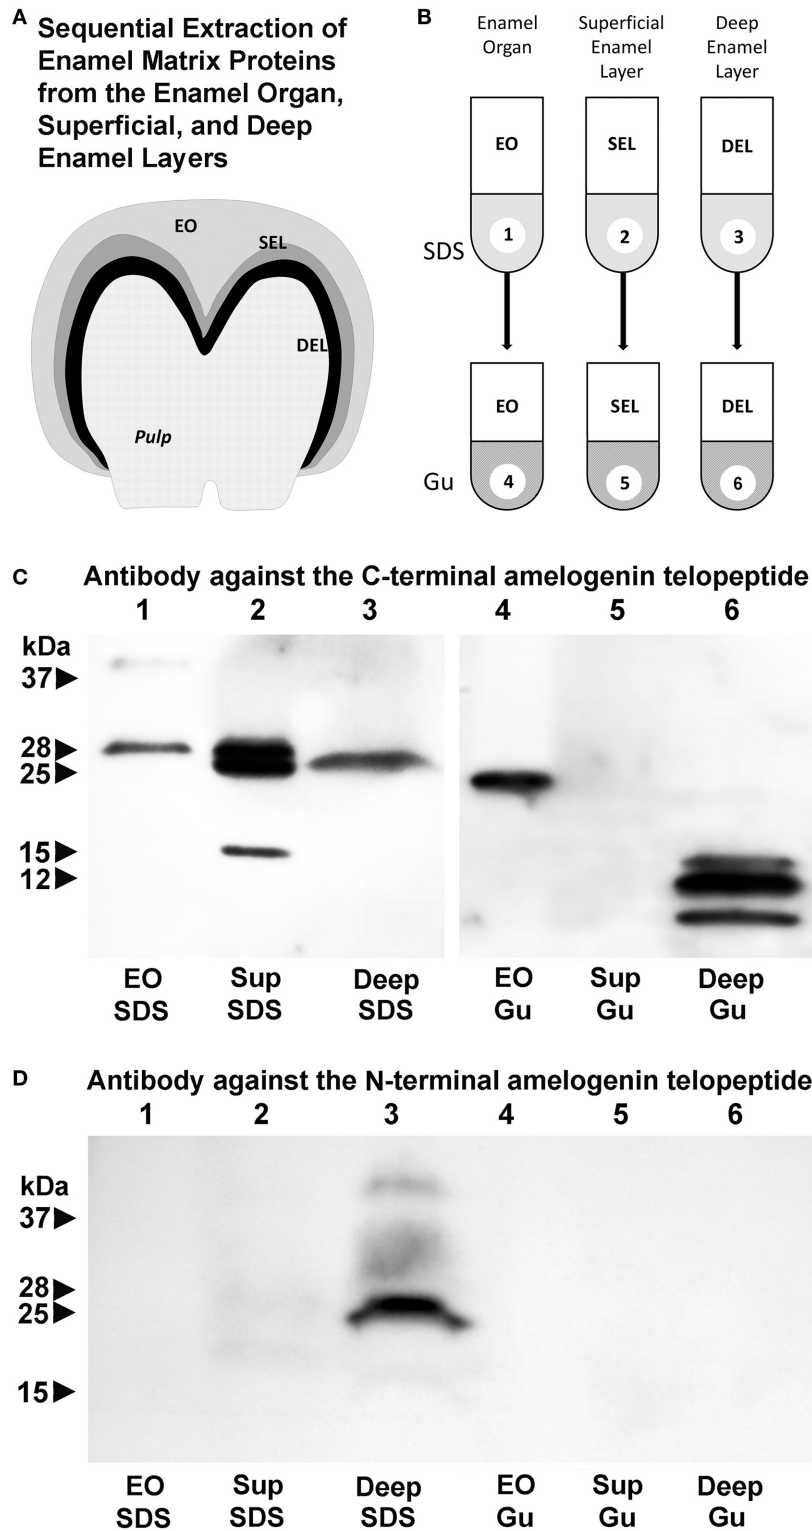 A
Sequential Extraction of
Enamel Matrix Proteins
from the Enamel Organ,
Superficial, and Deep
Enamel Layers
EO
SEL
DEL
Pulp
B
Enamel
Organ
Superficial
Enamel
Layer
Deep
Enamel
Layer
EO SEL DEL
SDS 1 2 3
EO SEL DEL
Gu 4 5 6
C
Antibody against the C-terminal amelogenin telopeptide
1 2 3 4 5 6
kDa
37
28
25
15
12
EO Sup Deep EO Sup Deep
SDS SDS SDS Gu Gu Gu
D
Antibody against the N-terminal amelogenin telopeptide
1 2 3 4 5 6
kDa
37
28
25
15
EO Sup Deep EO Sup Deep
SDS SDS SDS Gu Gu Gu